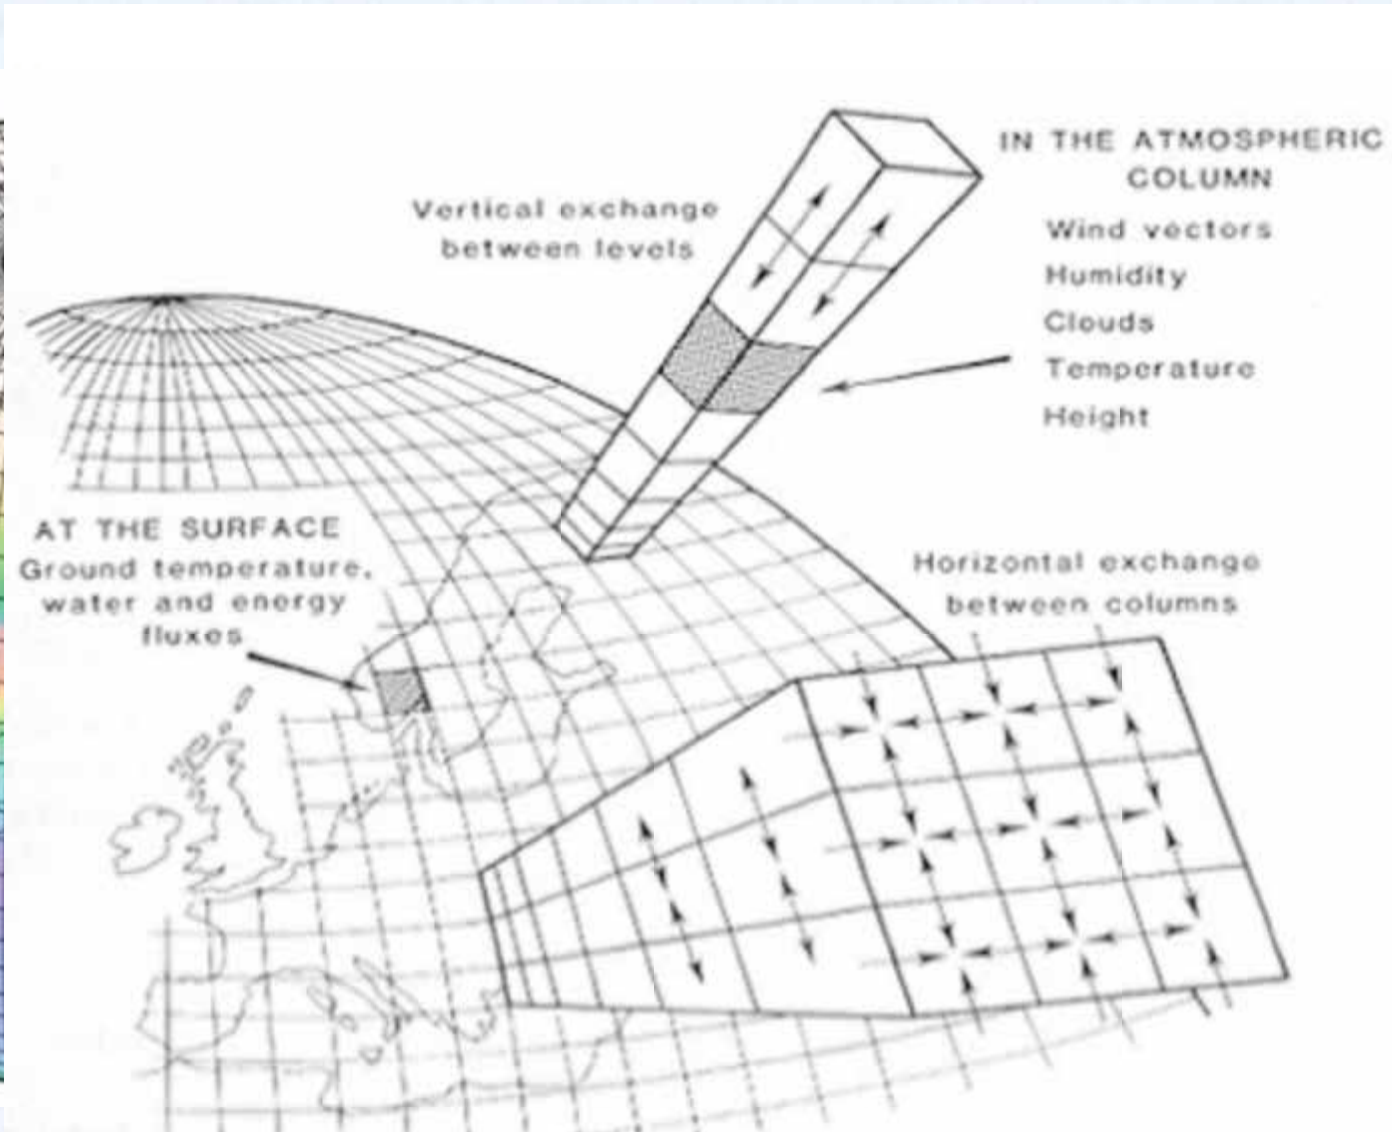 IN THE ATMOSPHERIC
COLUMN
Wind vectors
Humidity
Clouds
Temperature
Height
Vertical exchange
between levels
AT THE SURFACE
Ground temperature,
water and energy
fluxes
Horizontal exchange
between columns